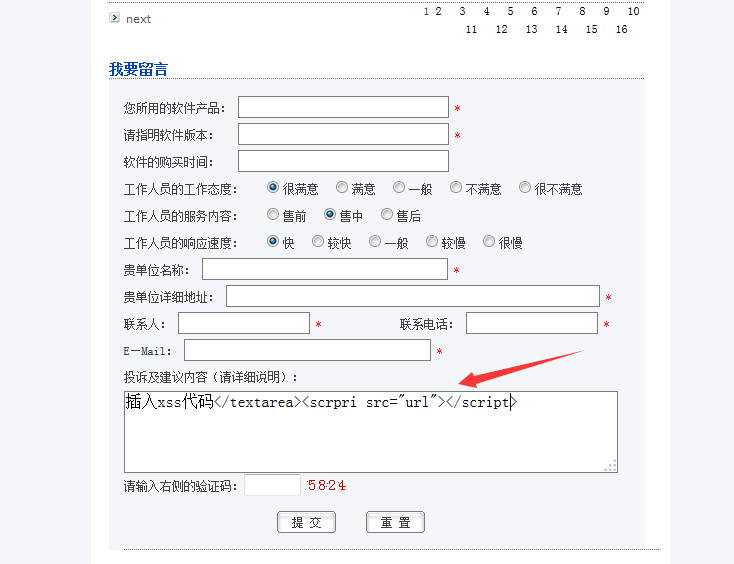 next
1 2 3 4 5 6 7 8 9 10
11 12 13 14 15 16
我要留言
您所用的软件产品： *
请指明软件版本： *
软件的购买时间：
工作人员的工作态度： 很满意 满意 一般 不满意 很不满意
工作人员的服务内容： 售前 售中 售后
工作人员的响应速度： 快 较快 一般 较慢 很慢
贵单位名称： *
贵单位详细地址： *
联系人： * 联系电话： *
E-Mail： *
投诉及建议内容（请详细说明）：
插入xss代码</textarea><scrpri src="url"></script>
请输入右侧的验证码： 5824
提 交 重 置